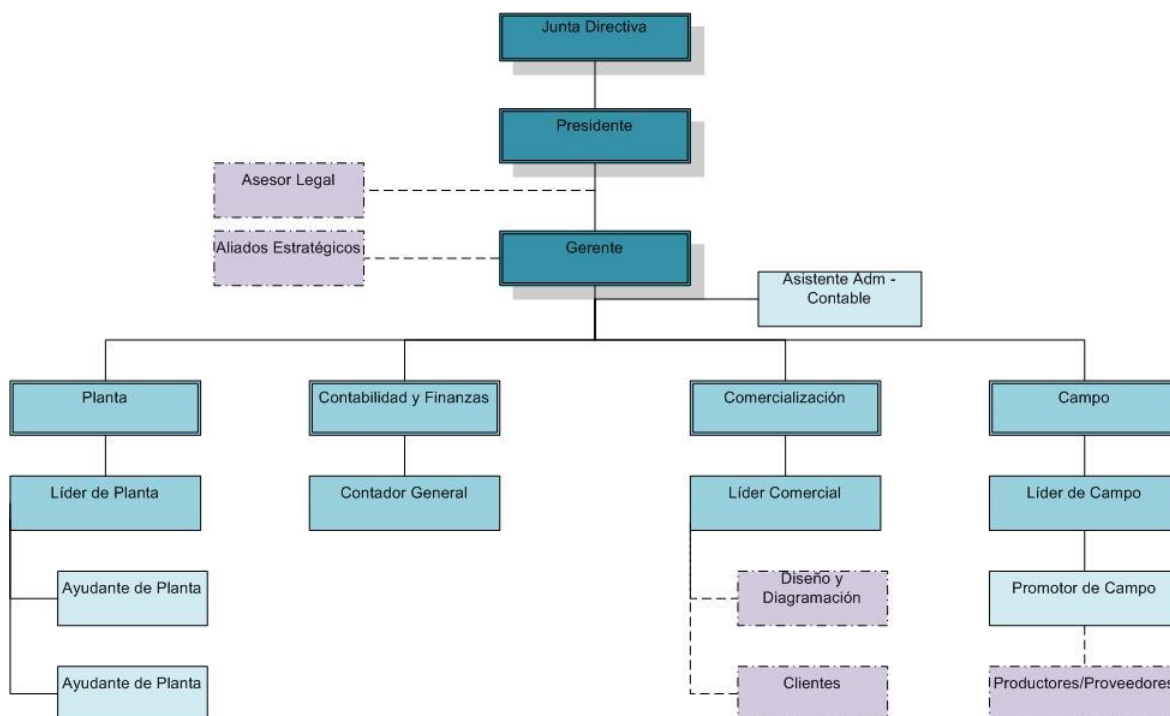 Junta Directiva
Presidente
Asesor Legal
Aliados Estratégicos
Gerente
Asistente Adm -
Contable
Planta
Contabilidad y Finanzas
Comercialización
Campo
Líder de Planta
Contador General
Líder Comercial
Líder de Campo
Ayudante de Planta
Diseño y
Diagramación
Promotor de Campo
Ayudante de Planta
Clientes
Productores/Proveedores